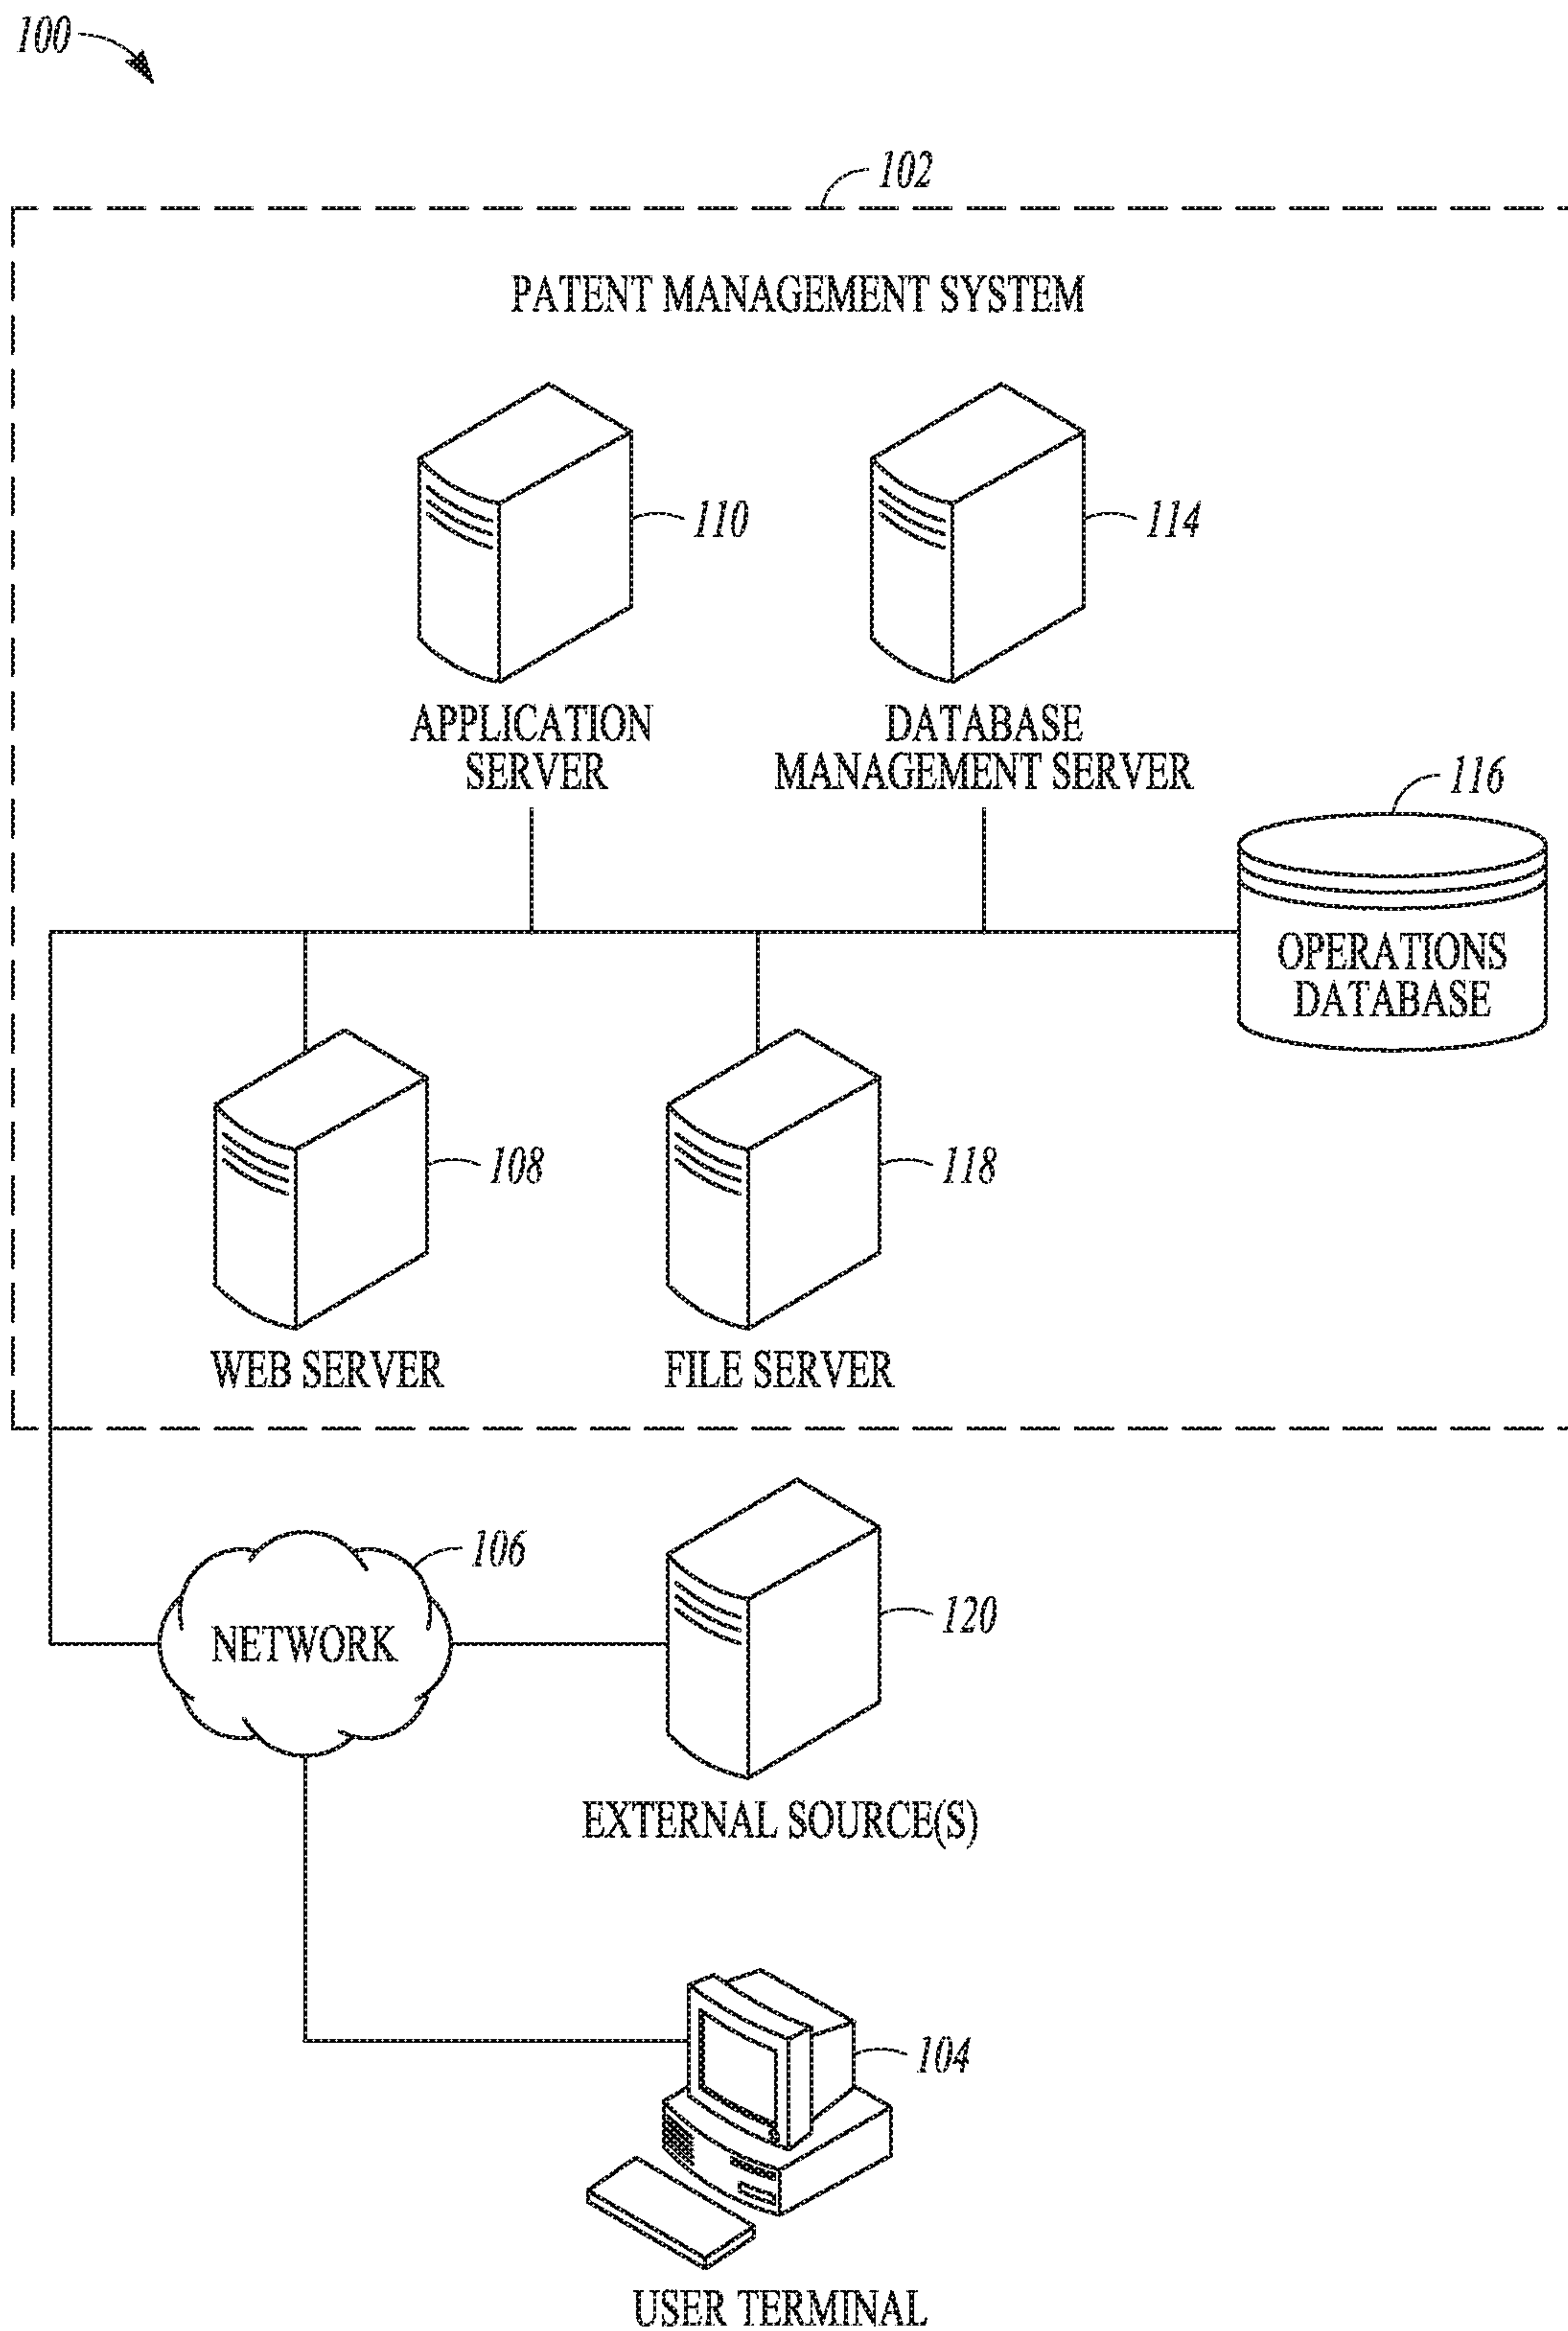 100
102
PATENT MANAGEMENT SYSTEM
110
114
APPLICATION
SERVER
DATABASE
MANAGEMENT SERVER
116
OPERATIONS
DATABASE
108
118
WEB SERVER
FILE SERVER
106
NETWORK
120
EXTERNAL SOURCE(S)
104
USER TERMINAL